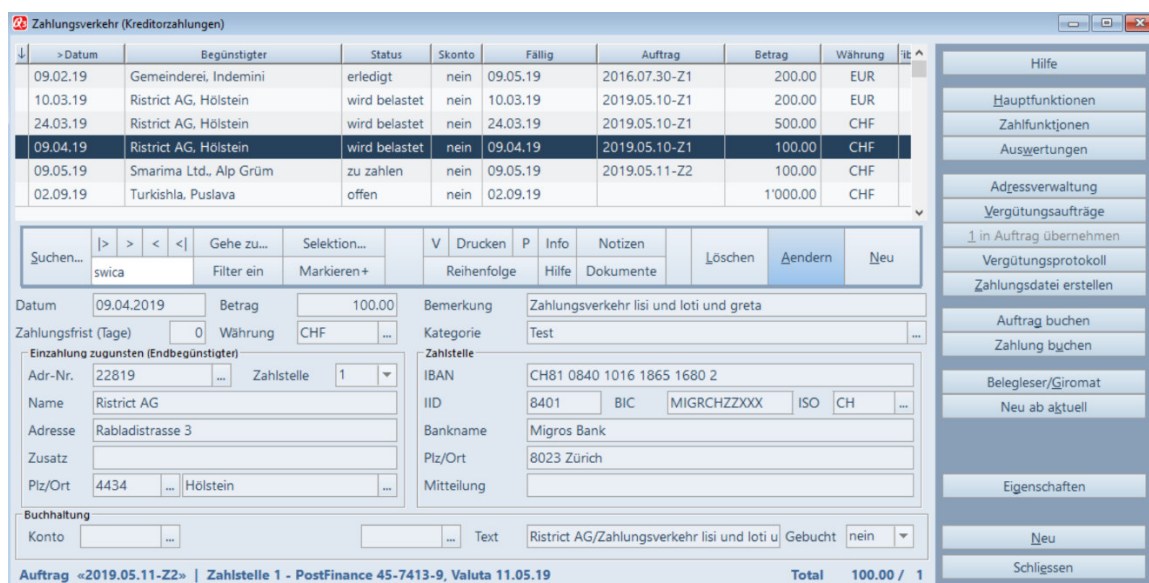 Zahlungsverkehr (Kreditorzahlungen)
>Datum Begünstigter Status Skonto Fällig Auftrag Betrag Währung
09.02.19 Gemeinderei, Indemini erledigt nein 09.05.19 2016.07.30-Z1 200.00 EUR
10.03.19 Ristrict AG, Hölstein wird belastet nein 10.03.19 2019.05.10-Z1 200.00 EUR
24.03.19 Ristrict AG, Hölstein wird belastet nein 24.03.19 2019.05.10-Z1 500.00 CHF
09.04.19 Ristrict AG, Hölstein wird belastet nein 09.04.19 2019.05.10-Z1 100.00 CHF
09.05.19 Smarima Ltd., Alp Grüm zu zahlen nein 09.05.19 2019.05.11-Z2 100.00 CHF
02.09.19 Turkishla, Puslava offen nein 02.09.19 1'000.00 CHF
Suchen... |> > < <| Gehe zu... Selektion... V Drucken P Info Notizen Löschen Aendern Neu
swica Filter ein Markieren+ Reihenfolge Hilfe Dokumente
Datum 09.04.2019 Betrag 100.00 Bemerkung Zahlungsverkehr lisi und loti und greta
Zahlungsfrist (Tage) 0 Währung CHF ... Kategorie Test ...
Einzahlung zugunsten (Endbegünstigter) Zahlstelle
Adr-Nr. 22819 ... Zahlstelle 1 IBAN CH81 0840 1016 1865 1680 2
Name Ristrict AG IID 8401 BIC MIGRCHZZXXX ISO CH ...
Adresse Rabladistrasse 3 Bankname Migros Bank
Zusatz Plz/Ort 8023 Zürich
Plz/Ort 4434 ... Hölstein ... Mitteilung
Buchhaltung
Konto ... ... Text Ristrict AG/Zahlungsverkehr lisi und loti u Gebucht nein
Auftrag «2019.05.11-Z2» | Zahlstelle 1 - PostFinance 45-7413-9, Valuta 11.05.19 Total 100.00 / 1
Hilfe
Hauptfunktionen
Zahlfunktionen
Auswertungen
Adressverwaltung
Vergütungsaufträge
1 in Auftrag übernehmen
Vergütungsprotokoll
Zahlungsdatei erstellen
Auftrag buchen
Zahlung buchen
Belegleser/Giromat
Neu ab aktuell
Eigenschaften
Neu
Schliessen